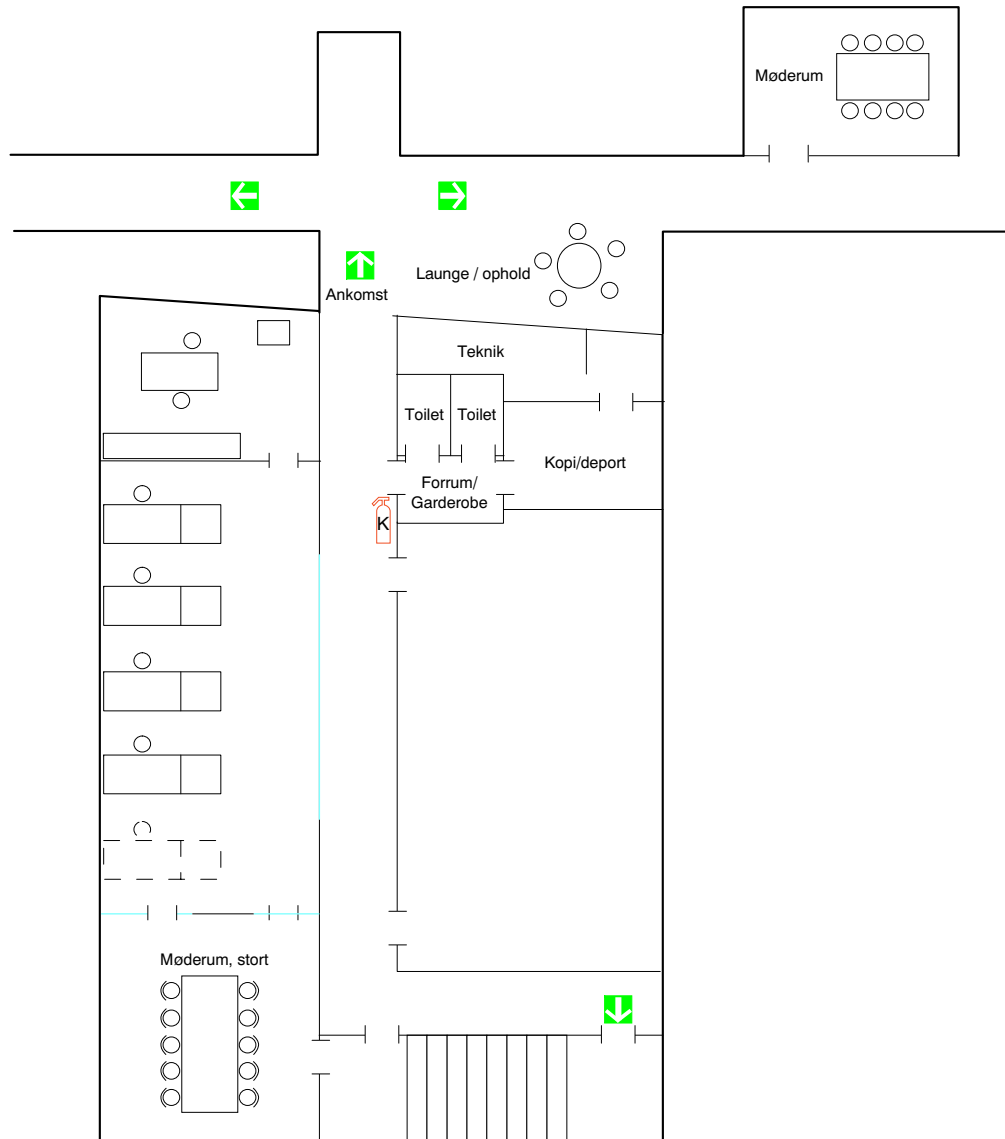 Møderum
Launge / ophold
Ankomst
Teknik
Toilet
Toilet
Kopi/deport
Forrum/
Garderobe
K
Møderum, stort